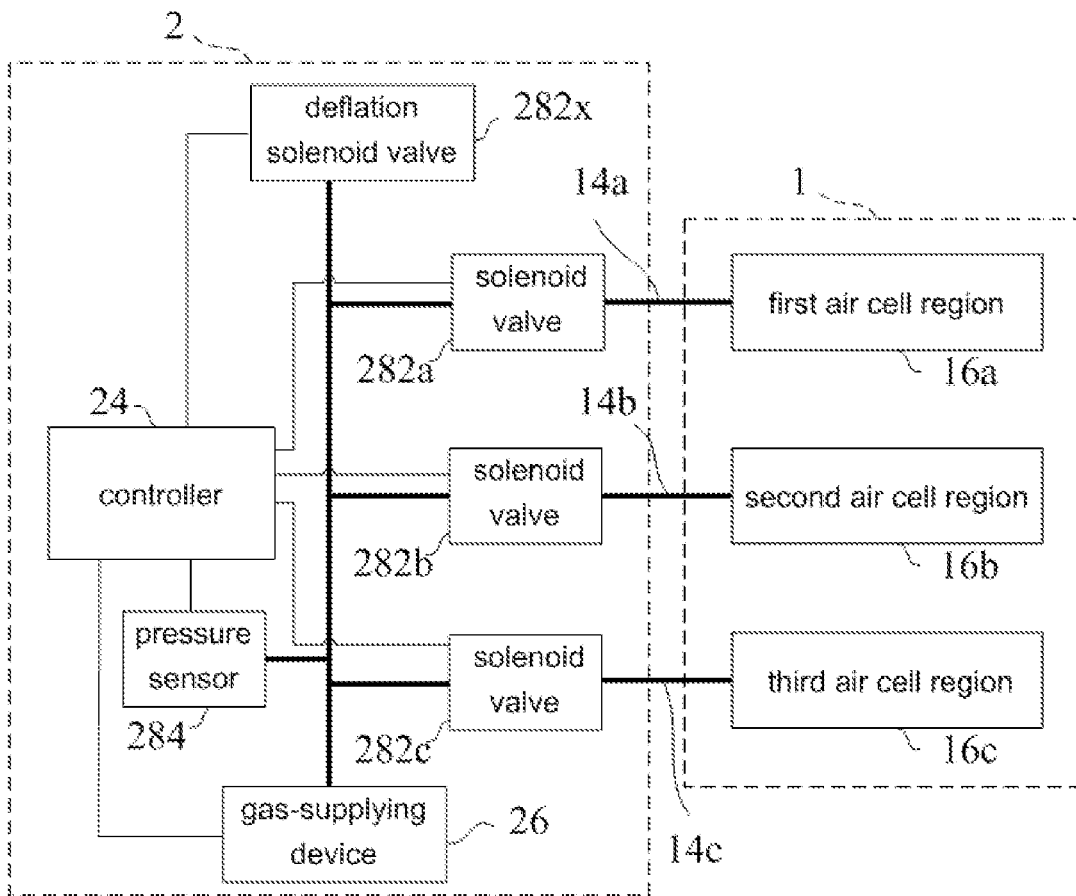 2
deflation
solenoid valve
282x
14a
1
solenoid
valve
first air cell region
282a
16a
24
14b
controller
solenoid
valve
second air cell region
282b
16b
pressure
sensor
solenoid
valve
third air cell region
284
282c
16c
gas-supplying
device
26
14c